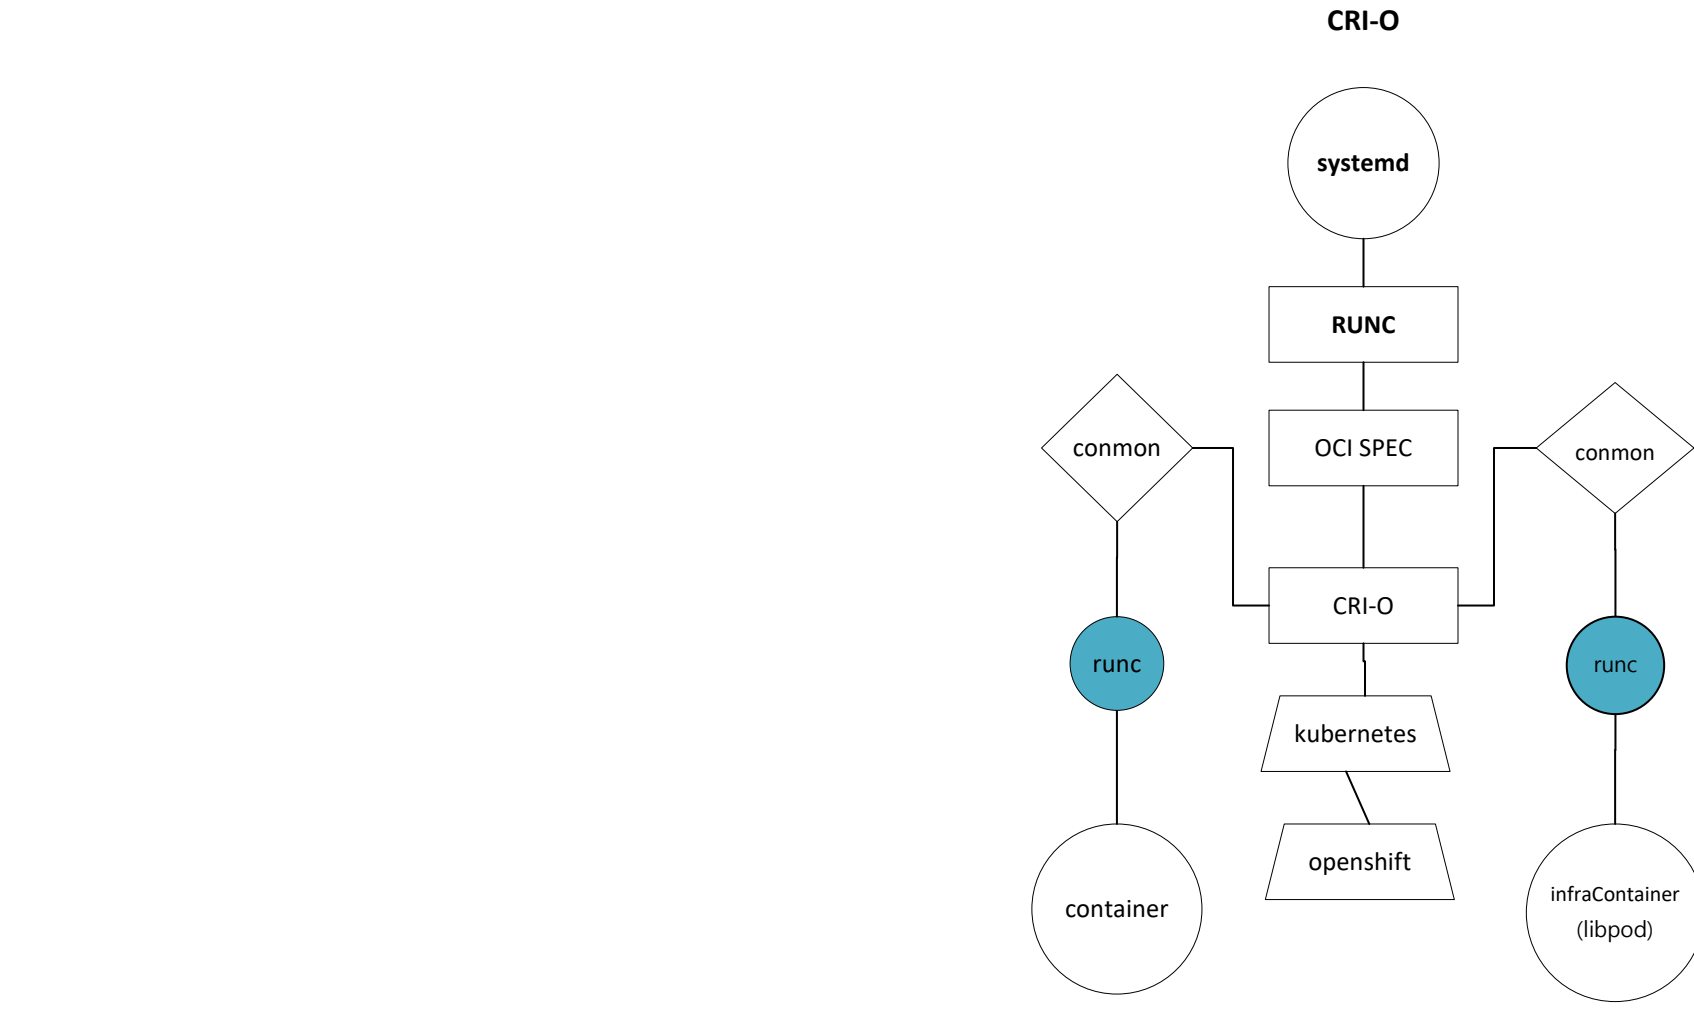 CRI-O
systemd
RUNC
conmon
OCI SPEC
conmon
CRI-O
runc
runc
kubernetes
openshift
container
infraContainer
(libpod)